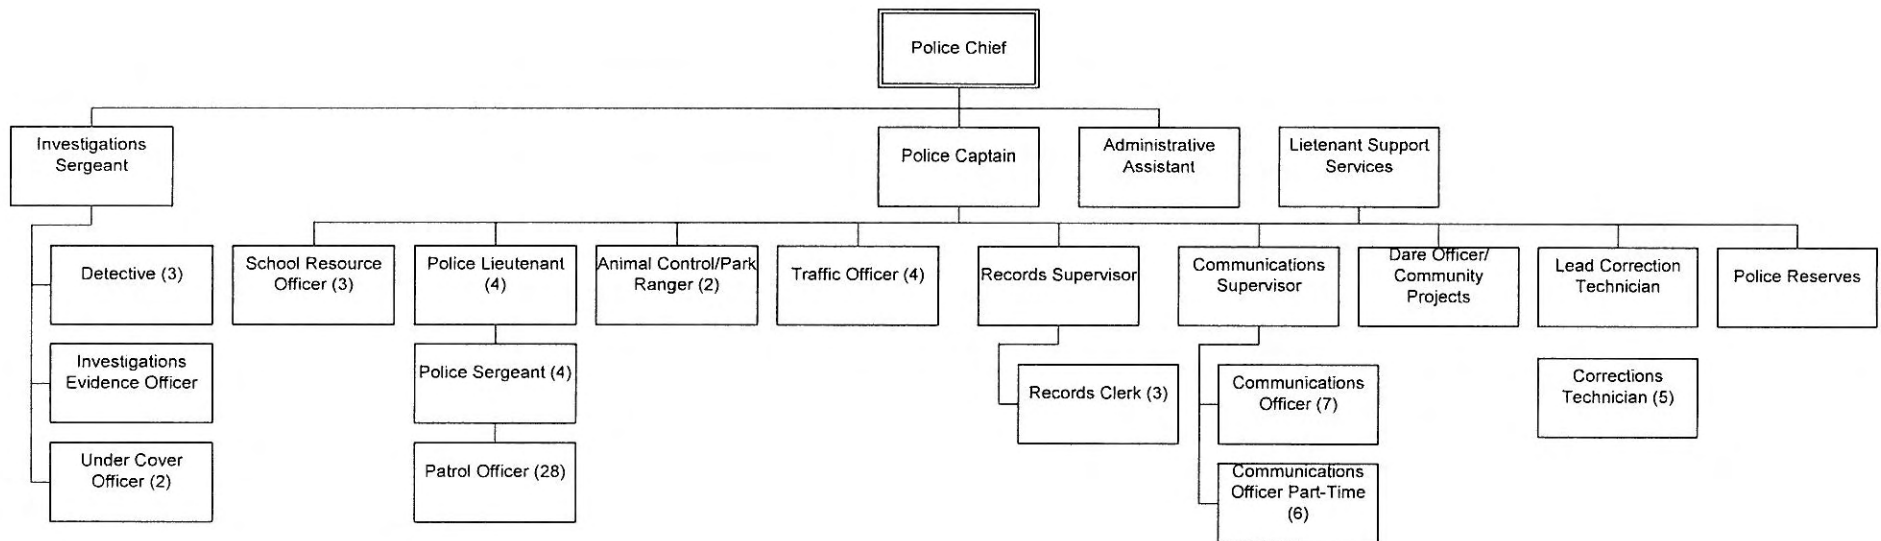 Police Chief
Investigations
Sergeant
Police Captain
Administrative
Assistant
Lietenant Support
Services
Detective (3)
School Resource
Officer (3)
Police Lieutenant
(4)
Animal Control/Park
Ranger (2)
Traffic Officer (4)
Records Supervisor
Communications
Supervisor
Dare Officer/
Community
Projects
Lead Correction
Technician
Police Reserves
Investigations
Evidence Officer
Police Sergeant (4)
Records Clerk (3)
Communications
Officer (7)
Corrections
Technician (5)
Under Cover
Officer (2)
Patrol Officer (28)
Communications
Officer Part-Time
(6)